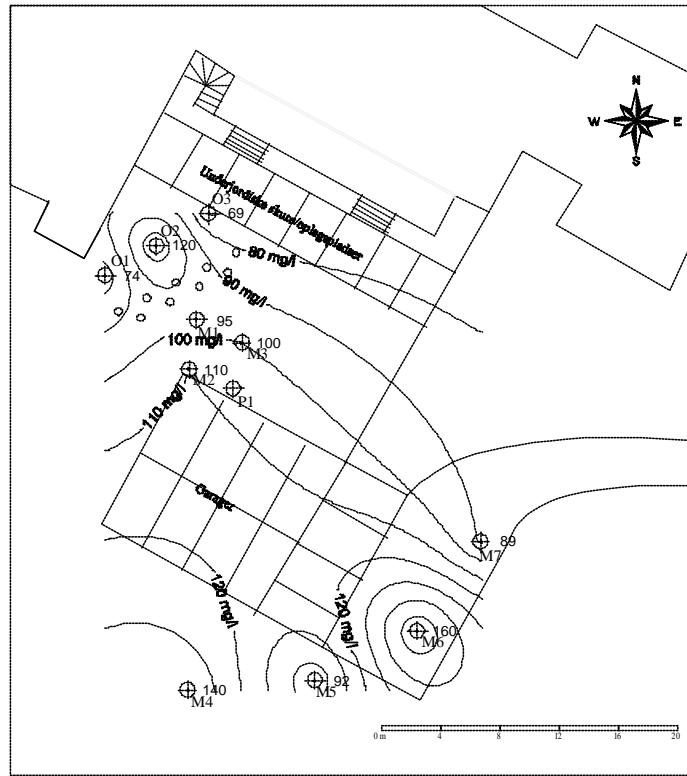 N
W E
S
Underjordiske skure/oplagspladser
O3
69
O2
120
O1
74
80 mg/l
90 mg/l
M1
95
100 mg/l
M3
100
M2
110
P1
110 mg/l
Garager
M7
89
120 mg/l
120 mg/l
M6
160
M5
92
M4
140
0 m 4 8 12 16 20